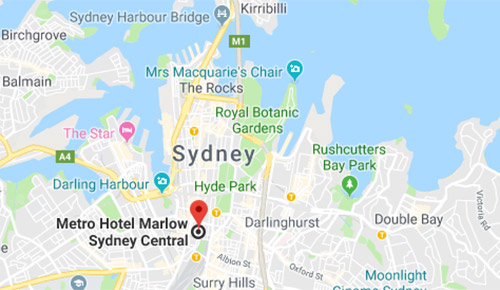 Sydney Harbour Bridge
Kirribilli
Birchgrove
M1
Balmain
Mrs Macquarie's Chair
The Rocks
Royal Botanic
Gardens
The Star
Sydney
Rushcutters
Bay Park
A4
Darling Harbour
Hyde Park
Victoria Rd
Metro Hotel Marlow
Sydney Central
Darlinghurst
Double Bay
Albion St
Surry Hills
Moonlight
Cinema Sydney